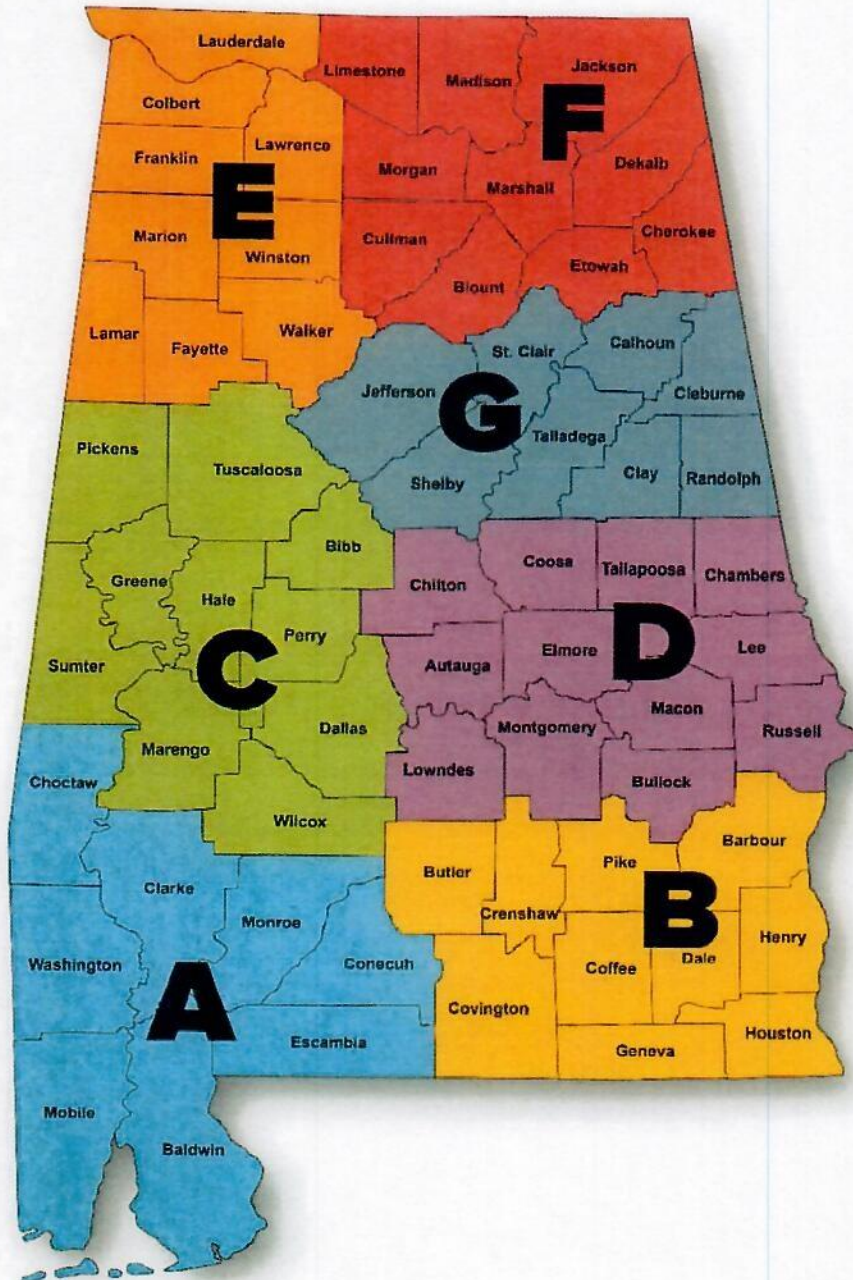 Lauderdale
Limestone
Madison
Jackson
Colbert
Lawrence
Franklin
Morgan
Marshall
Dekalb
F
E
Marion
Winston
Cullman
Cherokee
Etowah
Blount
Lamar
Fayette
Walker
St. Clair
Calhoun
Jefferson
G
Cleburne
Talladega
Pickens
Tuscaloosa
Shelby
Clay
Randolph
Bibb
Greene
Hale
Chilton
Coosa
Tallapoosa
Chambers
Perry
C
Sumter
Autauga
Elmore
D
Lee
Macon
Marengo
Dallas
Montgomery
Russell
Choctaw
Lowndes
Bullock
Wilcox
Clarke
Monroe
Butler
Pike
Barbour
Crenshaw
B
Washington
Conecuh
Coffee
Dale
Henry
A
Escambia
Covington
Geneva
Houston
Mobile
Baldwin